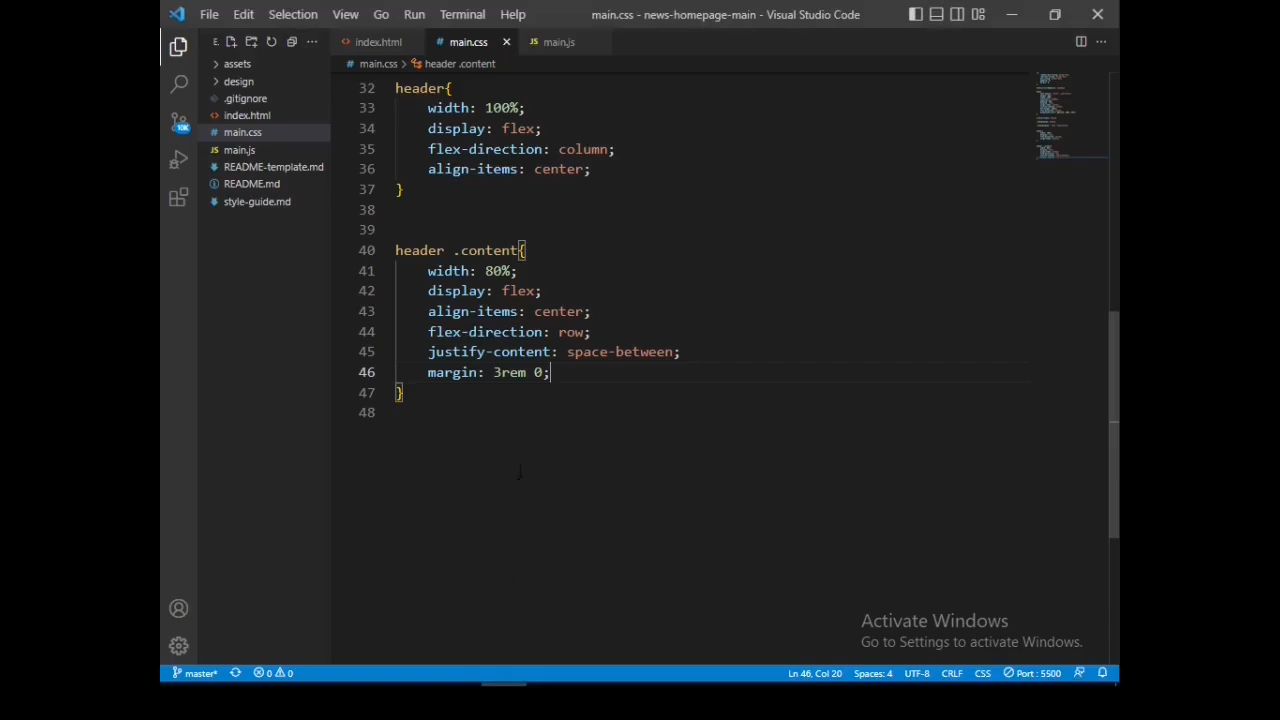 File Edit Selection View Go Run Terminal Help main.css - news-homepage-main - Visual Studio Code
E. ... index.html main.css main.js ...
main.css > header .content
assets
design
.gitignore
index.html
main.css
main.js
README-template.md
README.md
style-guide.md
10K
32 header{
33 width: 100%;
34 display: flex;
35 flex-direction: column;
36 align-items: center;
37 }
38
39
40 header .content{
41 width: 80%;
42 display: flex;
43 align-items: center;
44 flex-direction: row;
45 justify-content: space-between;
46 margin: 3rem 0;
47 }
48
Activate Windows
Go to Settings to activate Windows.
master* 0 0 Ln 46, Col 20 Spaces: 4 UTF-8 CRLF CSS Port : 5500